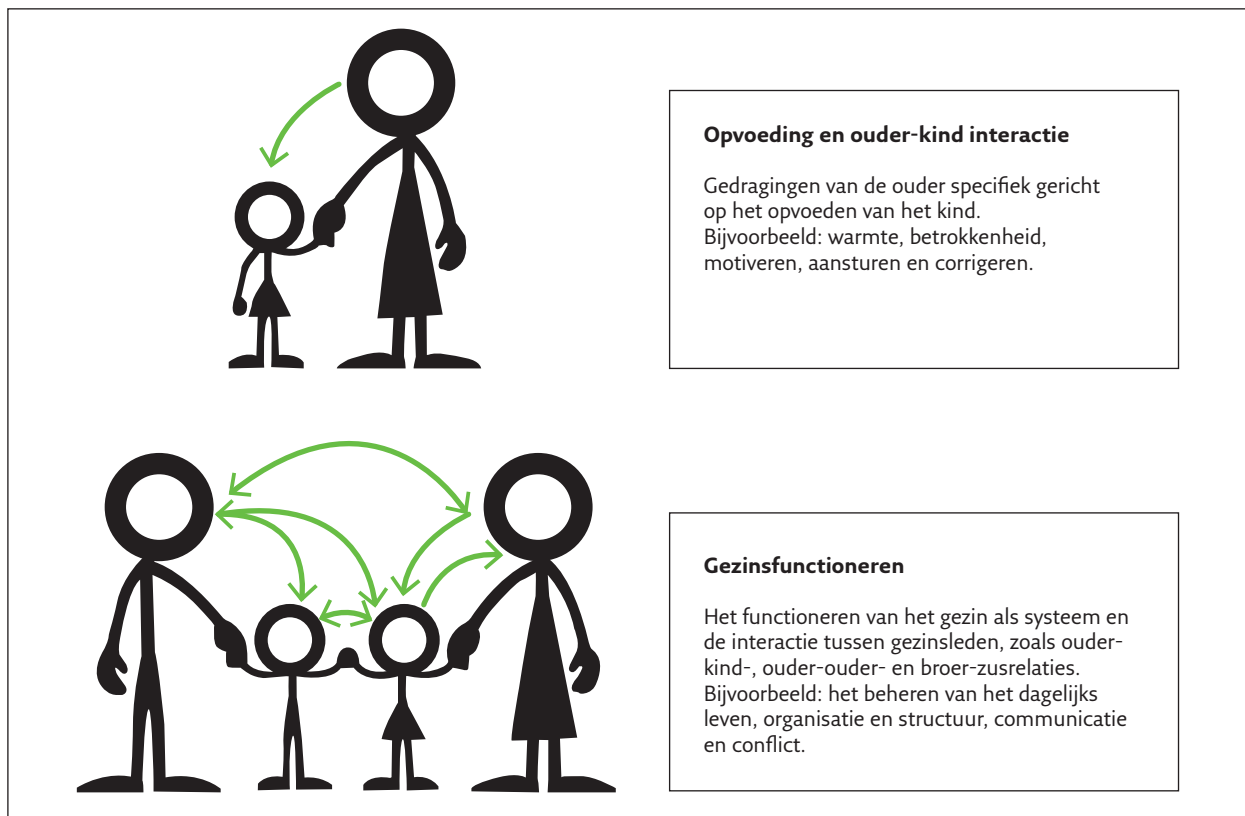 Opvoeding en ouder-kind interactie
Gedragingen van de ouder specifiek gericht
op het opvoeden van het kind.
Bijvoorbeeld: warmte, betrokkenheid,
motiveren, aansturen en corrigeren.
Gezinsfunctioneren
Het functioneren van het gezin als systeem en
de interactie tussen gezinsleden, zoals ouder-
kind-, ouder-ouder- en broer-zusrelaties.
Bijvoorbeeld: het beheren van het dagelijks
leven, organisatie en structuur, communicatie
en conflict.